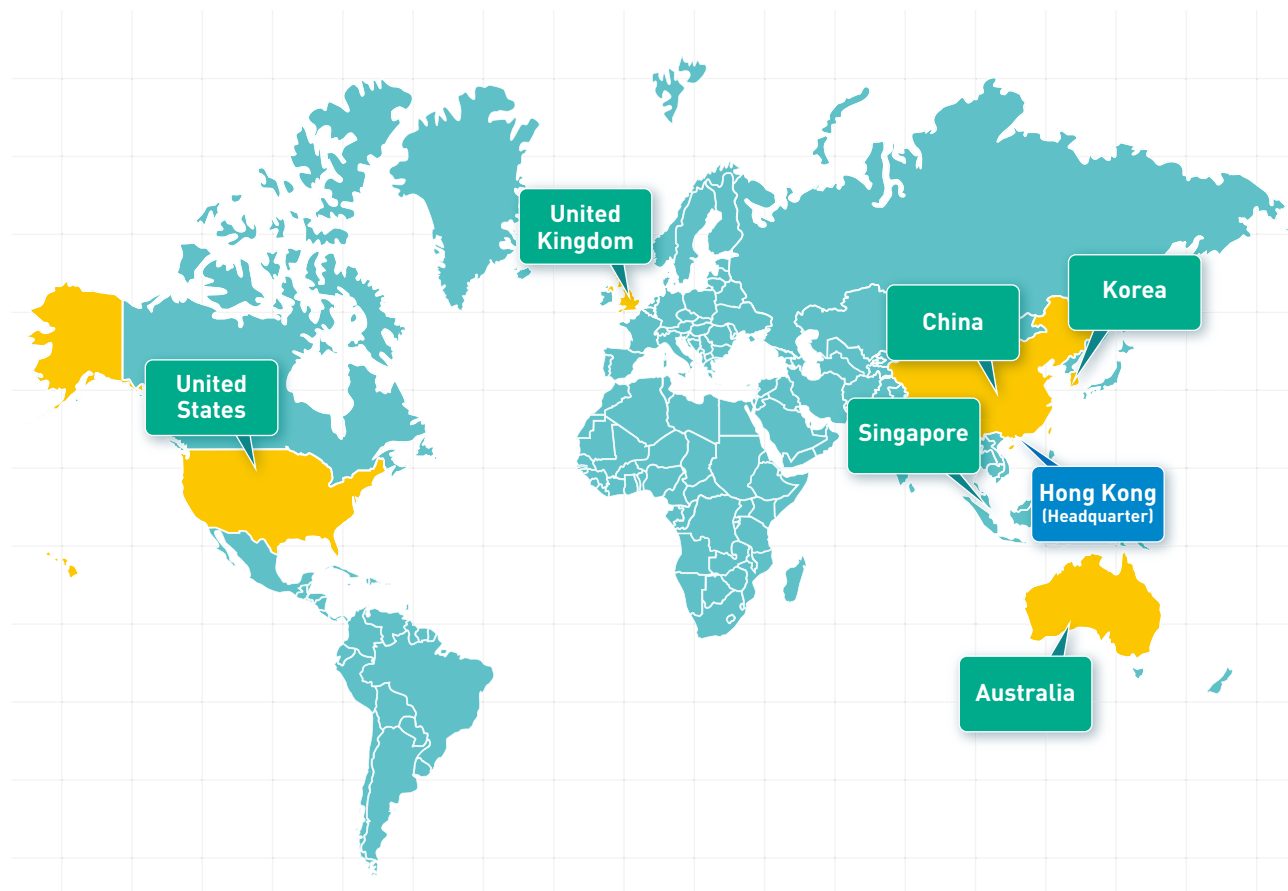 United
Kingdom
Korea
China
United
States
Singapore
Hong Kong
(Headquarter)
Australia